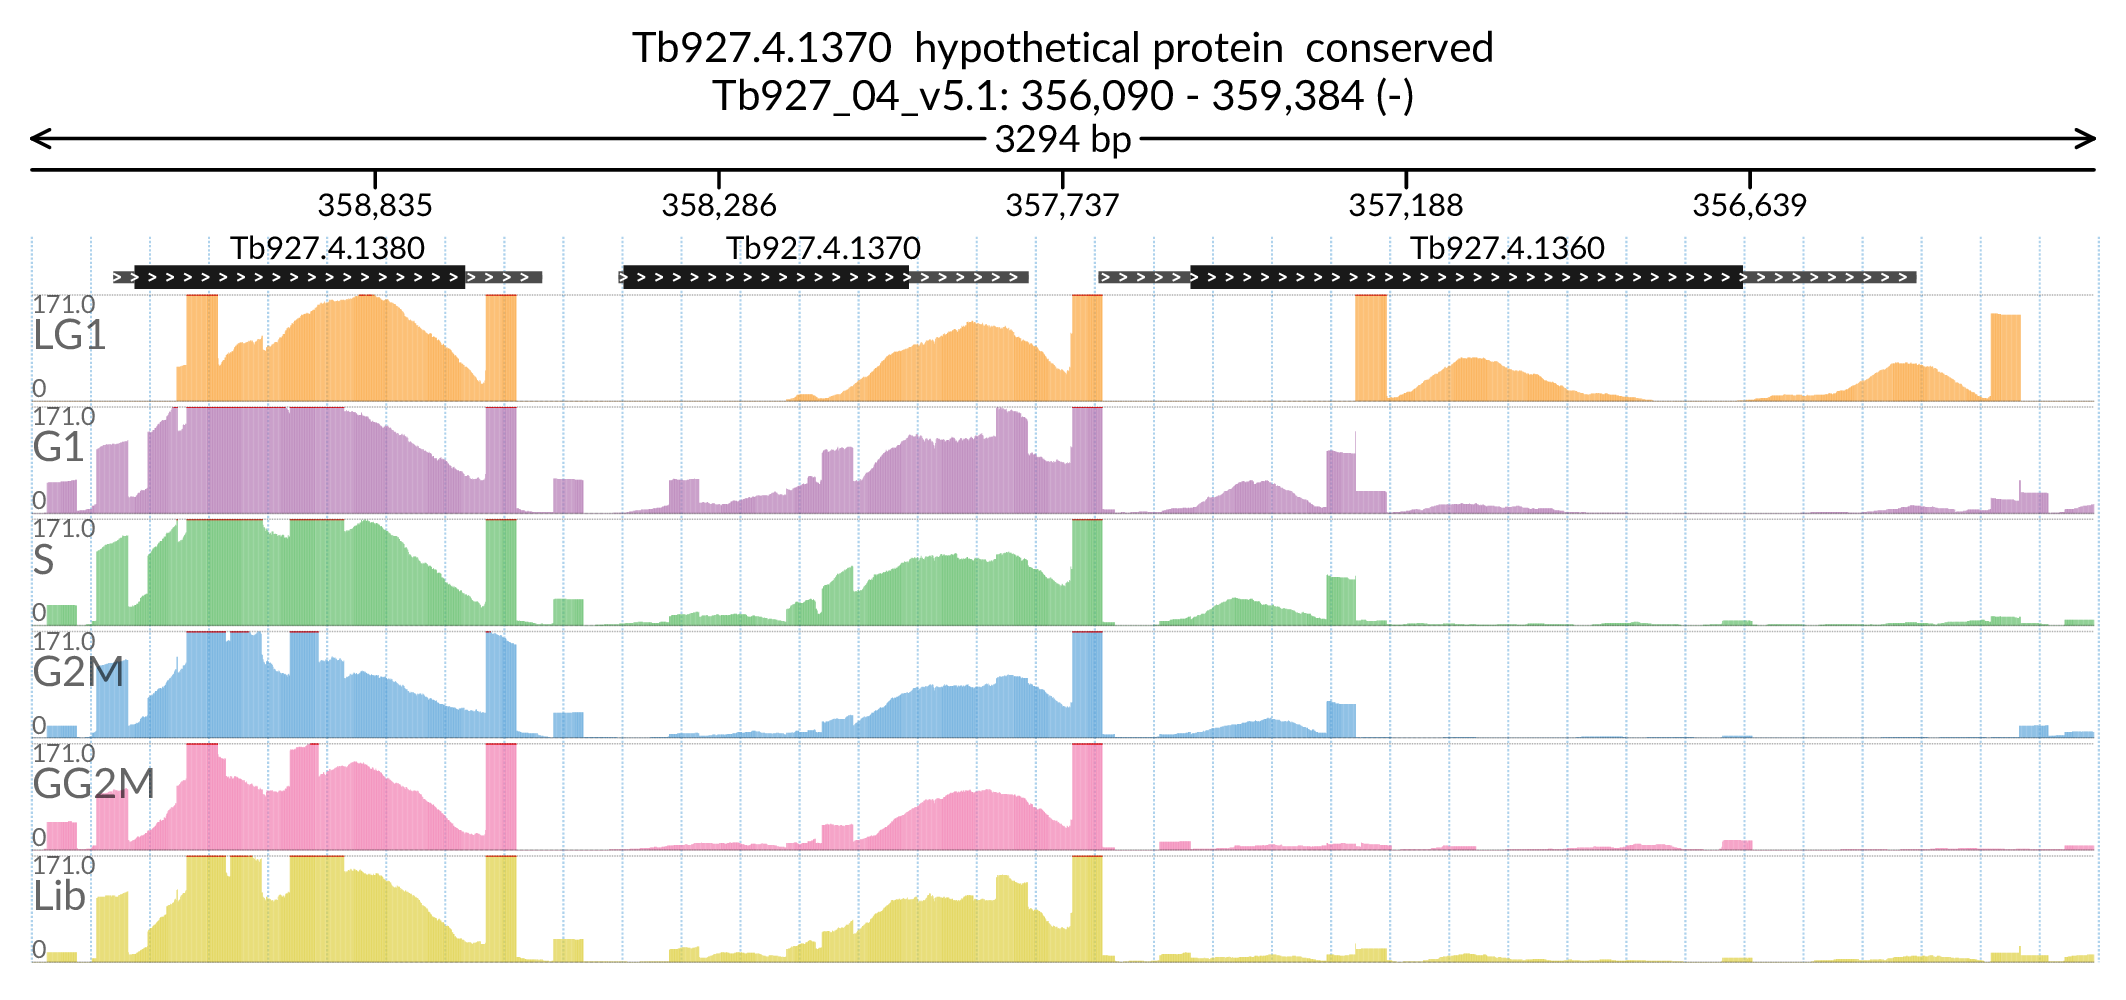 Tb927.4.1370 hypothetical protein conserved
Tb927_04_v5.1: 356,090 - 359,384 (-)
3294 bp
358,835 358,286 357,737 357,188 356,639
Tb927.4.1380 Tb927.4.1370 Tb927.4.1360
171.0
LG1
0
171.0
G1
0
171.0
S
0
171.0
G2M
0
171.0
GG2M
0
171.0
Lib
0